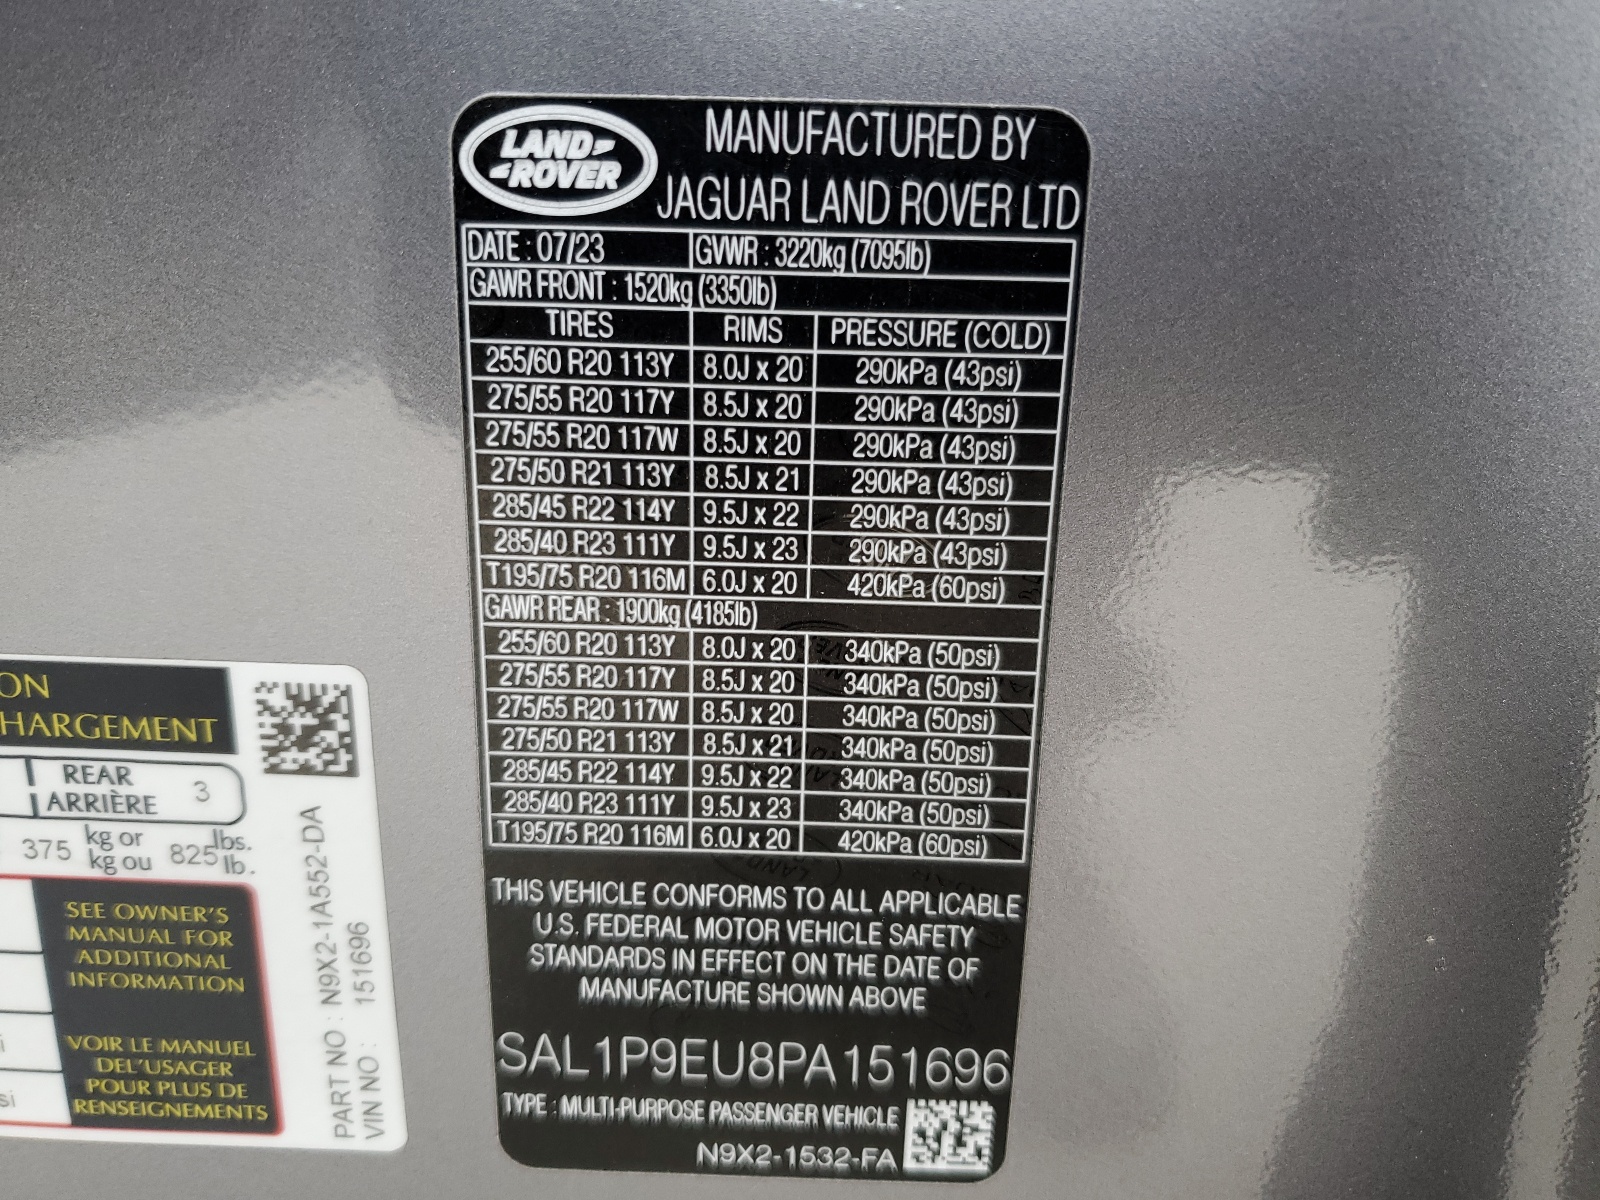 LAND
ROVER
MANUFACTURED BY
JAGUAR LAND ROVER LTD
DATE : 07/23 GVWR : 3220kg (7095lb)
GAWR FRONT : 1520kg (3350lb)
TIRES RIMS PRESSURE (COLD)
255/60 R20 113Y 8.0J x 20 290kPa (43psi)
275/55 R20 117Y 8.5J x 20 290kPa (43psi)
275/55 R20 117W 8.5J x 20 290kPa (43psi)
275/50 R21 113Y 8.5J x 21 290kPa (43psi)
285/45 R22 114Y 9.5J x 22 290kPa (43psi)
285/40 R23 111Y 9.5J x 23 290kPa (43psi)
T195/75 R20 116M 6.0J x 20 420kPa (60psi)
GAWR REAR : 1900kg (4185lb)
255/60 R20 113Y 8.0J x 20 340kPa (50psi)
275/55 R20 117Y 8.5J x 20 340kPa (50psi)
275/55 R20 117W 8.5J x 20 340kPa (50psi)
275/50 R21 113Y 8.5J x 21 340kPa (50psi)
285/45 R22 114Y 9.5J x 22 340kPa (50psi)
285/40 R23 111Y 9.5J x 23 340kPa (50psi)
T195/75 R20 116M 6.0J x 20 420kPa (60psi)
THIS VEHICLE CONFORMS TO ALL APPLICABLE
U.S. FEDERAL MOTOR VEHICLE SAFETY
STANDARDS IN EFFECT ON THE DATE OF
MANUFACTURE SHOWN ABOVE
SAL1P9EU8PA151696
TYPE : MULTI-PURPOSE PASSENGER VEHICLE
N9X2-1532-FA
ON
HARGEMENT
REAR
ARRIÈRE 3
375 kg or 825 lbs.
kg ou lb.
SEE OWNER'S
MANUAL FOR
ADDITIONAL
INFORMATION
VOIR LE MANUEL
DEL'USAGER
POUR PLUS DE
RENSEIGNEMENTS
PART NO : N9X2-1A552-DA
VIN NO : 151696